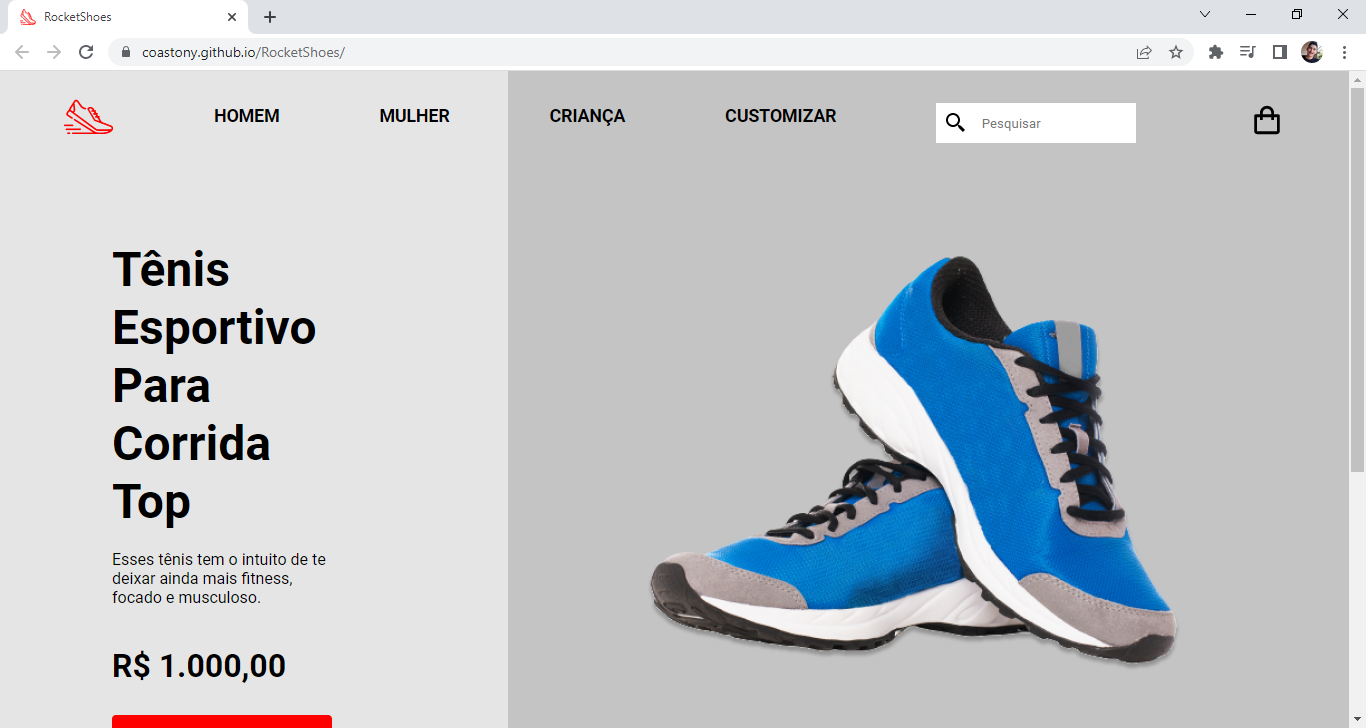 RocketShoes
coastony.github.io/RocketShoes/
HOMEM
MULHER
CRIANÇA
CUSTOMIZAR
Pesquisar
Tênis
Esportivo
Para
Corrida
Top
Esses tênis tem o intuito de te
deixar ainda mais fitness,
focado e musculoso.
R$ 1.000,00